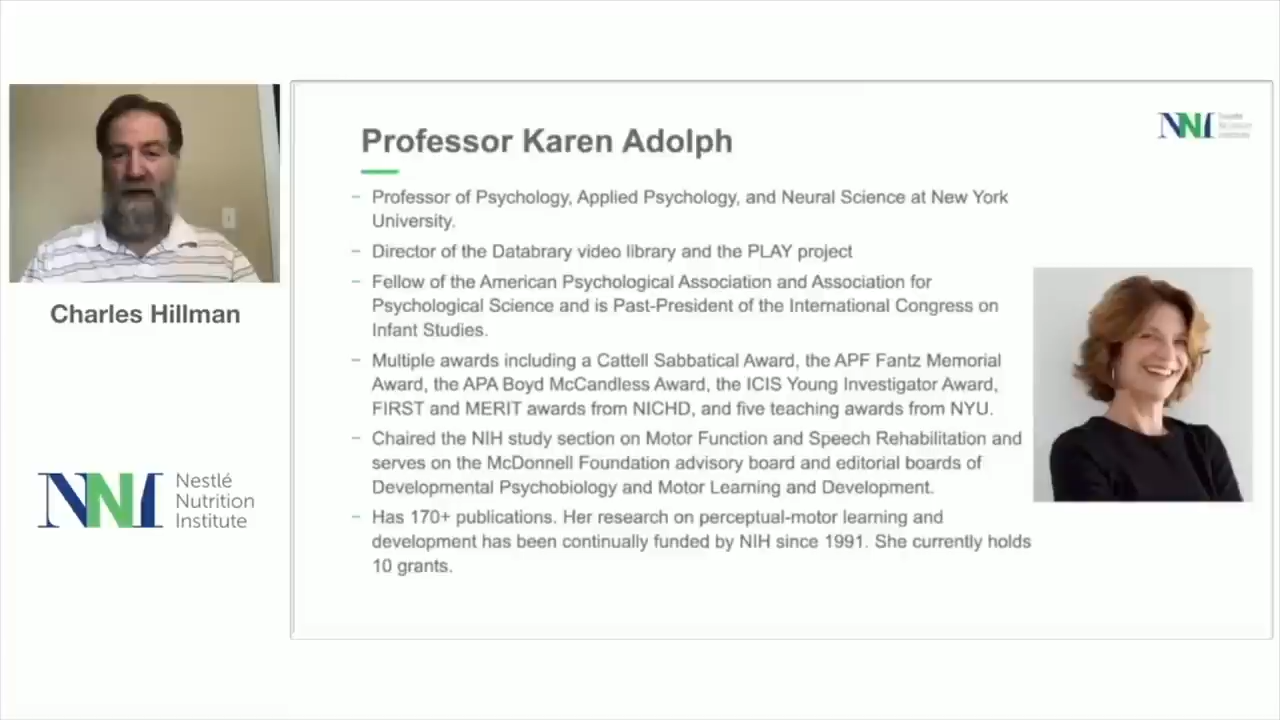 Professor Karen Adolph
NNI
Nestlé
Nutrition
Institute
– Professor of Psychology, Applied Psychology, and Neural Science at New York
University.
– Director of the Databrary video library and the PLAY project
– Fellow of the American Psychological Association and Association for
Psychological Science and is Past-President of the International Congress on
Infant Studies.
– Multiple awards including a Cattell Sabbatical Award, the APF Fantz Memorial
Award, the APA Boyd McCandless Award, the ICIS Young Investigator Award,
FIRST and MERIT awards from NICHD, and five teaching awards from NYU.
– Chaired the NIH study section on Motor Function and Speech Rehabilitation and
serves on the McDonnell Foundation advisory board and editorial boards of
Developmental Psychobiology and Motor Learning and Development.
– Has 170+ publications. Her research on perceptual-motor learning and
development has been continually funded by NIH since 1991. She currently holds
10 grants.
Charles Hillman
NNI
Nestlé
Nutrition
Institute